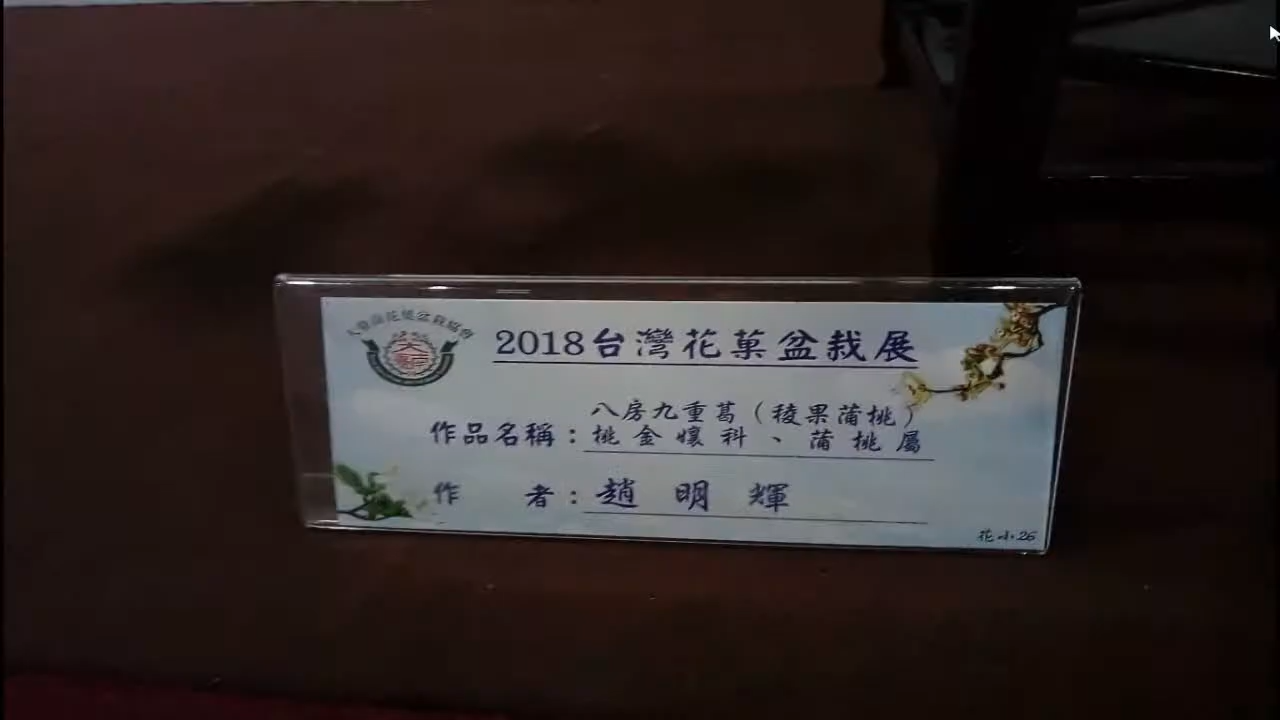 2018台灣花菓盆栽展
作品名稱：八房九重葛（稜果蒲桃）
桃金孃科、蒲桃屬
作者：趙明輝
花小26